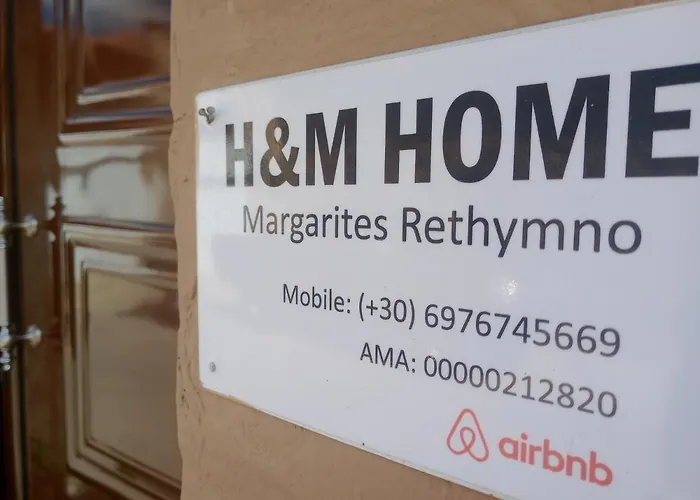 H&M HOME
Margarites Rethymno
Mobile: (+30) 6976745669
AMA: 00000212820
airbnb